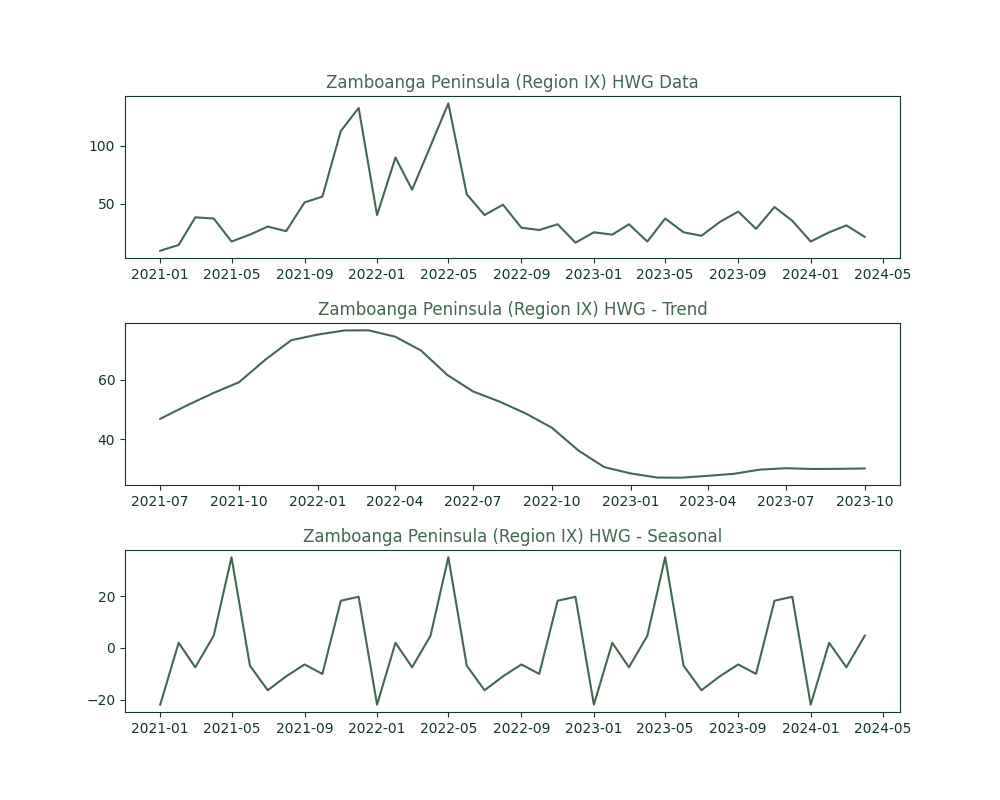 Zamboanga Peninsula (Region IX) HWG Data
100
50
2021-01 2021-05 2021-09 2022-01 2022-05 2022-09 2023-01 2023-05 2023-09 2024-01 2024-05
Zamboanga Peninsula (Region IX) HWG - Trend
60
40
2021-07 2021-10 2022-01 2022-04 2022-07 2022-10 2023-01 2023-04 2023-07 2023-10
Zamboanga Peninsula (Region IX) HWG - Seasonal
20
0
−20
2021-01 2021-05 2021-09 2022-01 2022-05 2022-09 2023-01 2023-05 2023-09 2024-01 2024-05